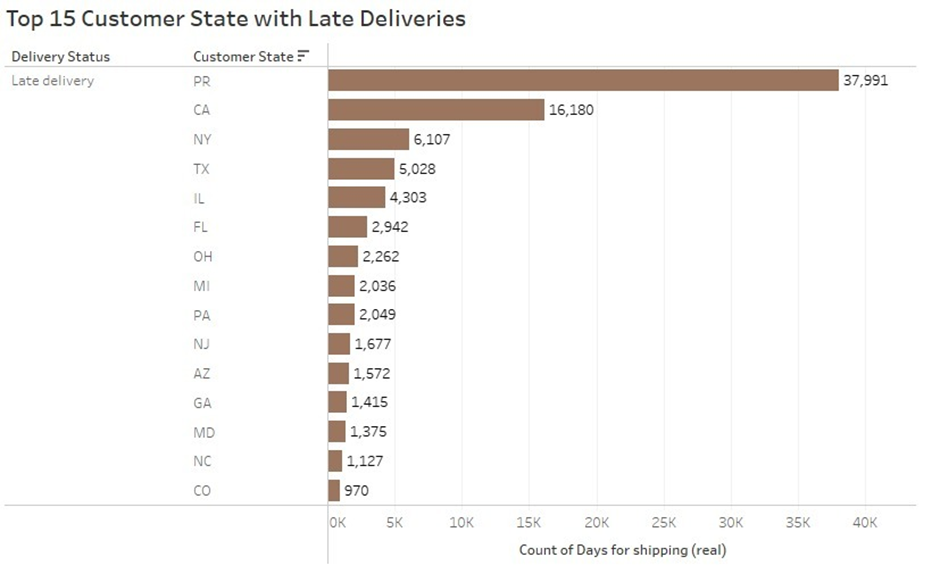 Top 15 Customer State with Late Deliveries
Delivery Status Customer State
Late delivery PR 37,991
CA 16,180
NY 6,107
TX 5,028
IL 4,303
FL 2,942
OH 2,262
MI 2,036
PA 2,049
NJ 1,677
AZ 1,572
GA 1,415
MD 1,375
NC 1,127
CO 970
0K 5K 10K 15K 20K 25K 30K 35K 40K
Count of Days for shipping (real)